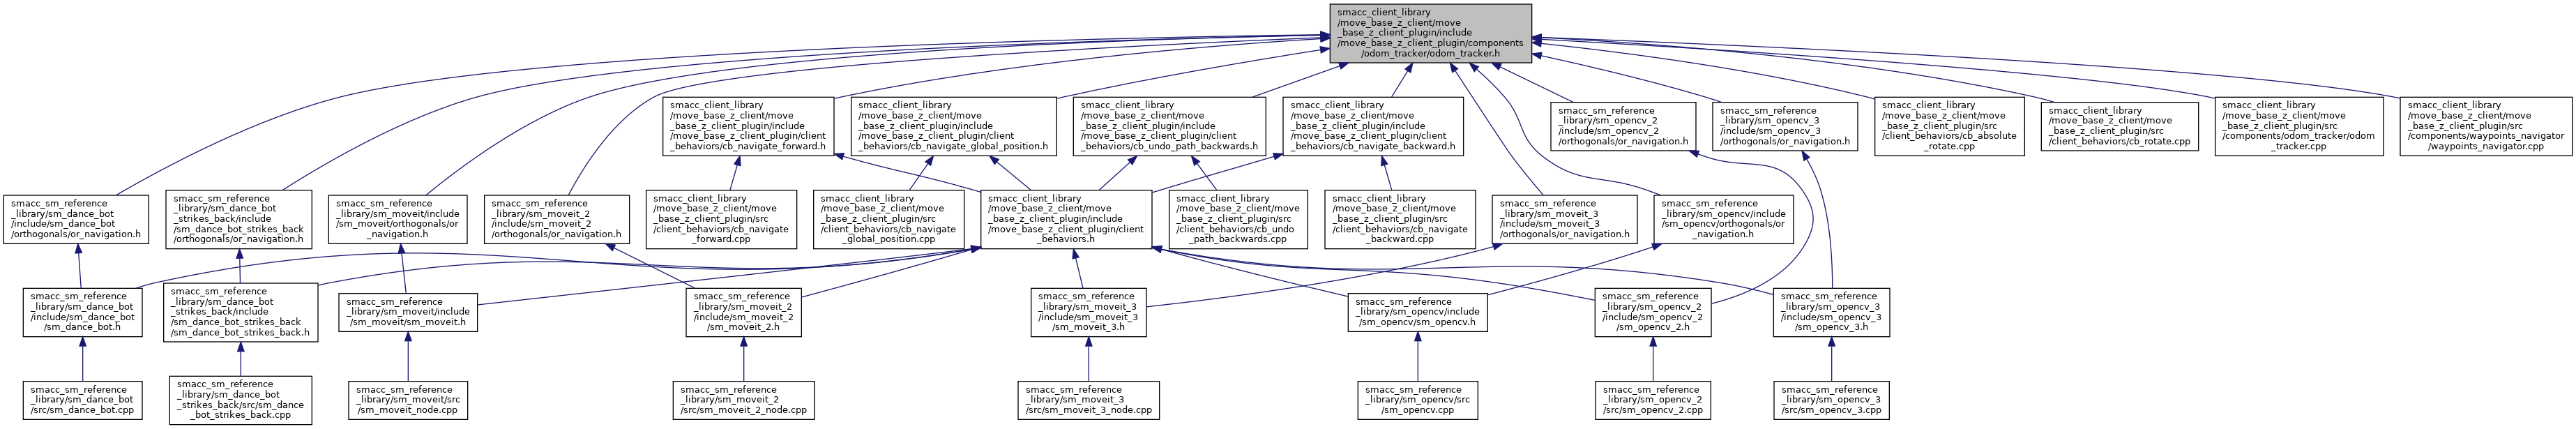 smacc_client_library
/move_base_z_client/move
_base_z_client_plugin/include
/move_base_z_client_plugin/components
/odom_tracker/odom_tracker.h
smacc_client_library
/move_base_z_client/move
_base_z_client_plugin/include
/move_base_z_client_plugin/client
_behaviors/cb_navigate_forward.h
smacc_client_library
/move_base_z_client/move
_base_z_client_plugin/include
/move_base_z_client_plugin/client
_behaviors/cb_navigate_global_position.h
smacc_client_library
/move_base_z_client/move
_base_z_client_plugin/include
/move_base_z_client_plugin/client
_behaviors/cb_undo_path_backwards.h
smacc_client_library
/move_base_z_client/move
_base_z_client_plugin/include
/move_base_z_client_plugin/client
_behaviors/cb_navigate_backward.h
smacc_sm_reference
_library/sm_opencv_2
/include/sm_opencv_2
/orthogonals/or_navigation.h
smacc_sm_reference
_library/sm_opencv_3
/include/sm_opencv_3
/orthogonals/or_navigation.h
smacc_client_library
/move_base_z_client/move
_base_z_client_plugin/src
/client_behaviors/cb_absolute
_rotate.cpp
smacc_client_library
/move_base_z_client/move
_base_z_client_plugin/src
/client_behaviors/cb_rotate.cpp
smacc_client_library
/move_base_z_client/move
_base_z_client_plugin/src
/components/odom_tracker/odom
_tracker.cpp
smacc_client_library
/move_base_z_client/move
_base_z_client_plugin/src
/components/waypoints_navigator
/waypoints_navigator.cpp
smacc_sm_reference
_library/sm_dance_bot
/include/sm_dance_bot
/orthogonals/or_navigation.h
smacc_sm_reference
_library/sm_dance_bot
_strikes_back/include
/sm_dance_bot_strikes_back
/orthogonals/or_navigation.h
smacc_sm_reference
_library/sm_moveit/include
/sm_moveit/orthogonals/or
_navigation.h
smacc_sm_reference
_library/sm_moveit_2
/include/sm_moveit_2
/orthogonals/or_navigation.h
smacc_client_library
/move_base_z_client/move
_base_z_client_plugin/src
/client_behaviors/cb_navigate
_forward.cpp
smacc_client_library
/move_base_z_client/move
_base_z_client_plugin/src
/client_behaviors/cb_navigate
_global_position.cpp
smacc_client_library
/move_base_z_client/move
_base_z_client_plugin/include
/move_base_z_client_plugin/client
_behaviors.h
smacc_client_library
/move_base_z_client/move
_base_z_client_plugin/src
/client_behaviors/cb_undo
_path_backwards.cpp
smacc_client_library
/move_base_z_client/move
_base_z_client_plugin/src
/client_behaviors/cb_navigate
_backward.cpp
smacc_sm_reference
_library/sm_moveit_3
/include/sm_moveit_3
/orthogonals/or_navigation.h
smacc_sm_reference
_library/sm_opencv/include
/sm_opencv/orthogonals/or
_navigation.h
smacc_sm_reference
_library/sm_dance_bot
/include/sm_dance_bot
/sm_dance_bot.h
smacc_sm_reference
_library/sm_dance_bot
_strikes_back/include
/sm_dance_bot_strikes_back
/sm_dance_bot_strikes_back.h
smacc_sm_reference
_library/sm_moveit/include
/sm_moveit/sm_moveit.h
smacc_sm_reference
_library/sm_moveit_2
/include/sm_moveit_2
/sm_moveit_2.h
smacc_sm_reference
_library/sm_moveit_3
/include/sm_moveit_3
/sm_moveit_3.h
smacc_sm_reference
_library/sm_opencv/include
/sm_opencv/sm_opencv.h
smacc_sm_reference
_library/sm_opencv_2
/include/sm_opencv_2
/sm_opencv_2.h
smacc_sm_reference
_library/sm_opencv_3
/include/sm_opencv_3
/sm_opencv_3.h
smacc_sm_reference
_library/sm_dance_bot
/src/sm_dance_bot.cpp
smacc_sm_reference
_library/sm_dance_bot
_strikes_back/src/sm_dance
_bot_strikes_back.cpp
smacc_sm_reference
_library/sm_moveit/src
/sm_moveit_node.cpp
smacc_sm_reference
_library/sm_moveit_2
/src/sm_moveit_2_node.cpp
smacc_sm_reference
_library/sm_moveit_3
/src/sm_moveit_3_node.cpp
smacc_sm_reference
_library/sm_opencv/src
/sm_opencv.cpp
smacc_sm_reference
_library/sm_opencv_2
/src/sm_opencv_2.cpp
smacc_sm_reference
_library/sm_opencv_3
/src/sm_opencv_3.cpp